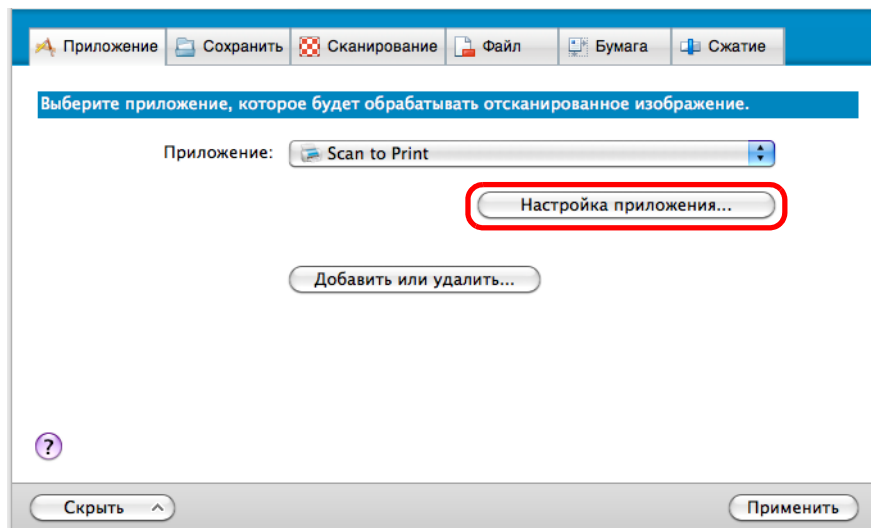 Приложение Сохранить Сканирование Файл Бумага Сжатие
Выберите приложение, которое будет обрабатывать отсканированное изображение.
Приложение: Scan to Print
Настройка приложения...
Добавить или удалить...
?
Скрыть Применить